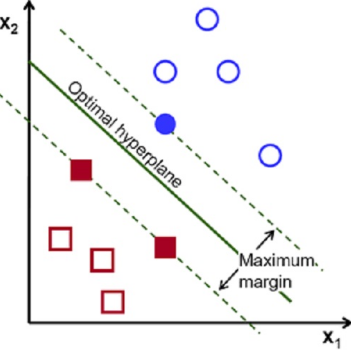 x2
Optimal hyperplane
Maximum
margin
x1